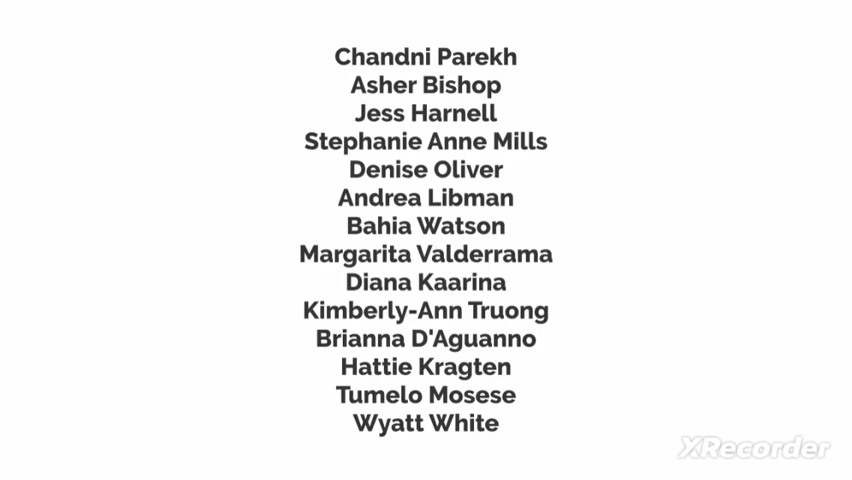 Chandni Parekh
Asher Bishop
Jess Harnell
Stephanie Anne Mills
Denise Oliver
Andrea Libman
Bahia Watson
Margarita Valderrama
Diana Kaarina
Kimberly-Ann Truong
Brianna D'Aguanno
Hattie Kragten
Tumelo Mosese
Wyatt White
XRecorder